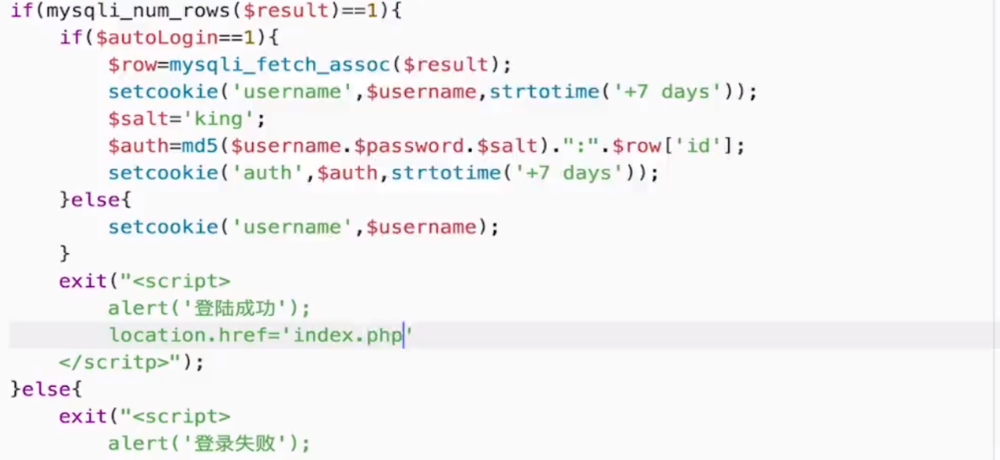 if(mysqli_num_rows($result)==1){
    if($autoLogin==1){
        $row=mysqli_fetch_assoc($result);
        setcookie('username',$username,strtotime('+7 days'));
        $salt='king';
        $auth=md5($username.$password.$salt).":".$row['id'];
        setcookie('auth',$auth,strtotime('+7 days'));
    }else{
        setcookie('username',$username);
    }
    exit("<script>
        alert('登陆成功');
        location.href='index.php'
    </scritp>");
}else{
    exit("<script>
        alert('登录失败');